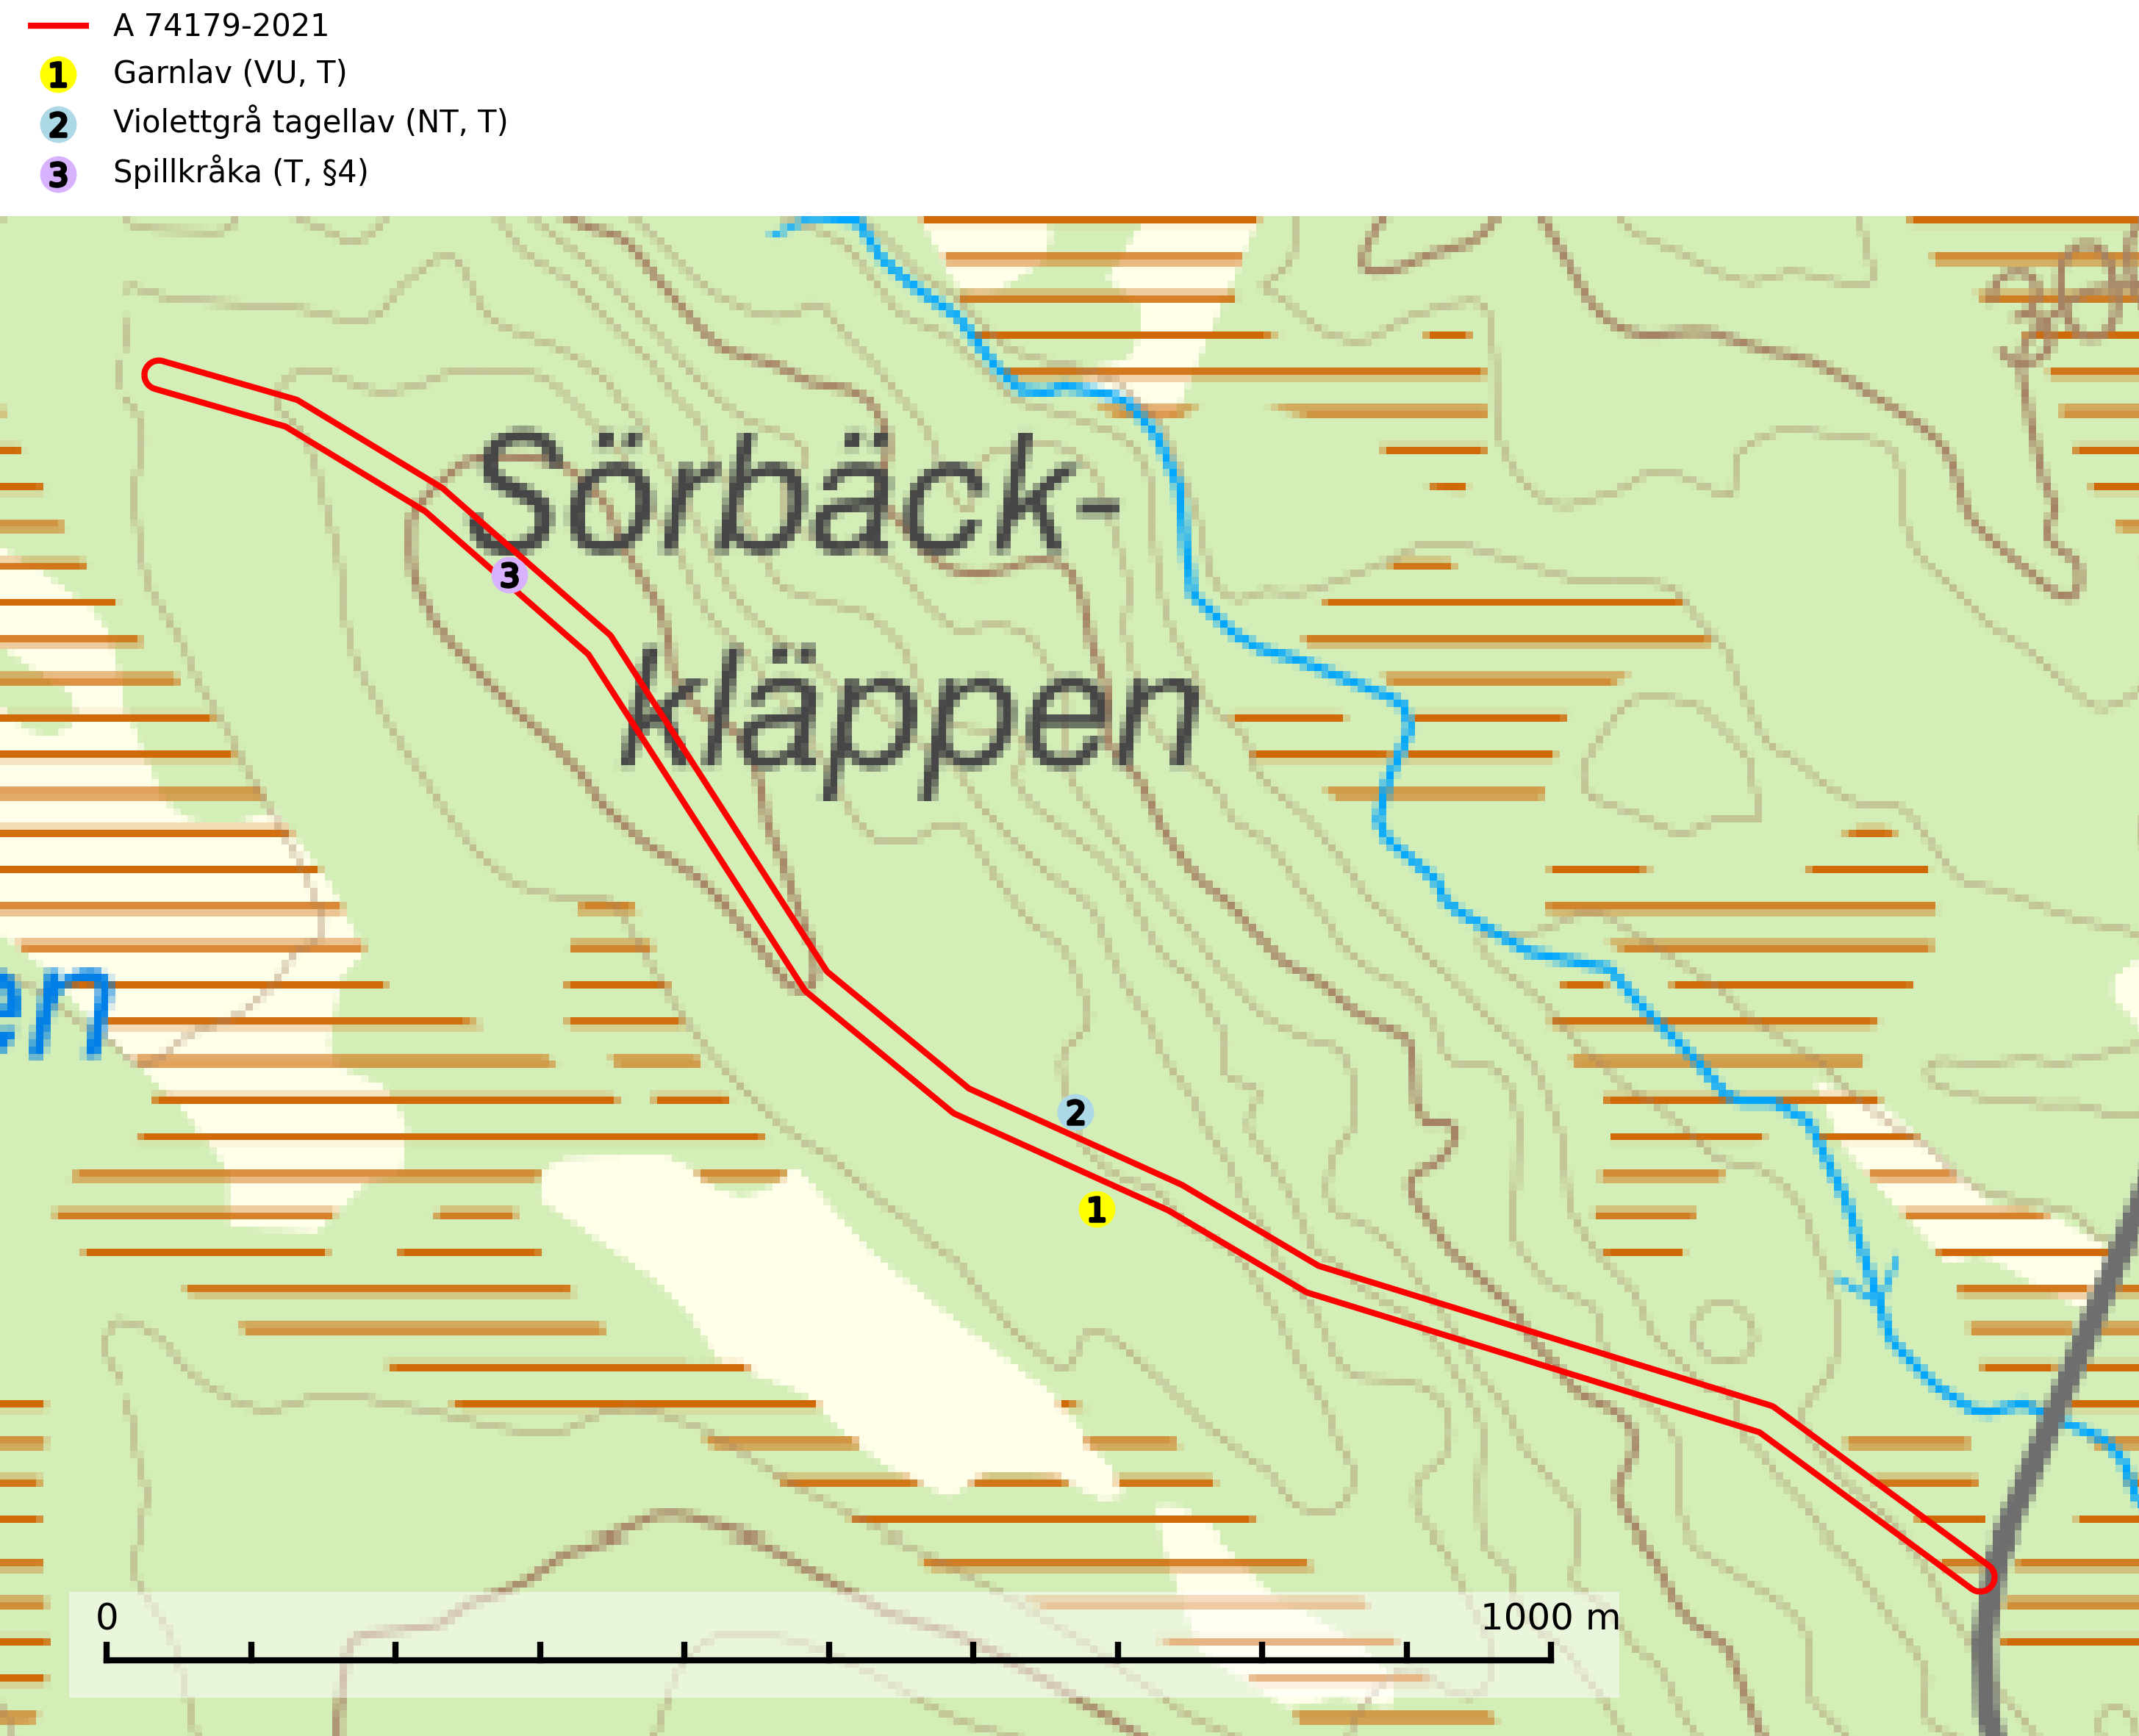 A 74179-2021
1 Garnlav (VU, T)
2 Violettgrå tagellav (NT, T)
3 Spillkråka (T, §4)
Sörbäck-
3
kläppen
en
2
1
0 1000 m